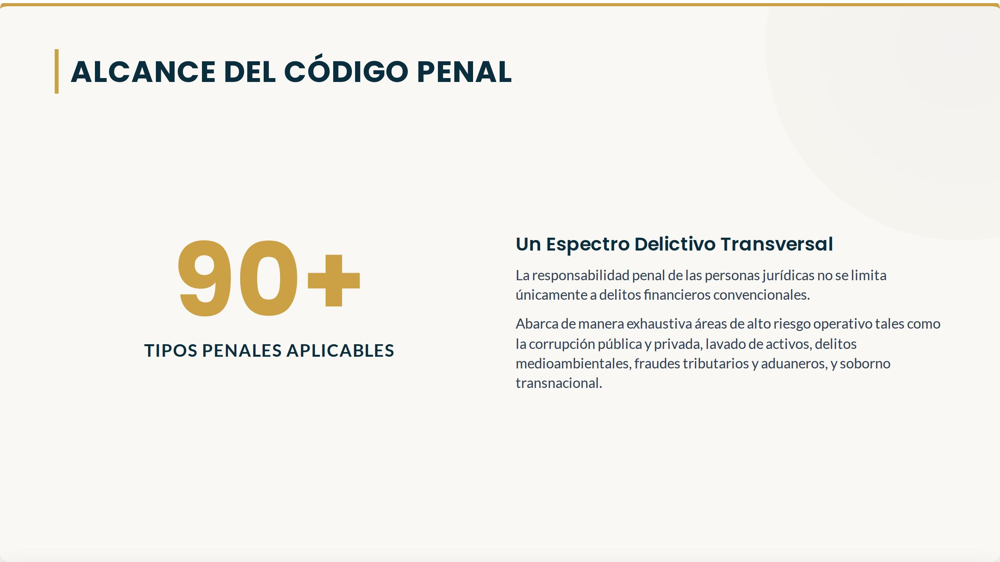 ALCANCE DEL CÓDIGO PENAL
90+
TIPOS PENALES APLICABLES
Un Espectro Delictivo Transversal
La responsabilidad penal de las personas jurídicas no se limita
únicamente a delitos financieros convencionales.
Abarca de manera exhaustiva áreas de alto riesgo operativo tales como
la corrupción pública y privada, lavado de activos, delitos
medioambientales, fraudes tributarios y aduaneros, y soborno
transnacional.